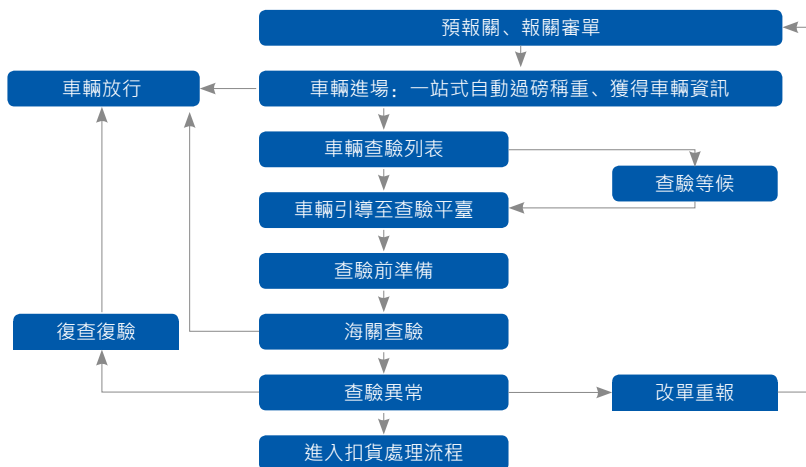 預報關、報關審單
車輛放行
車輛進場：一站式自動過磅稱重、獲得車輛資訊
車輛查驗列表
查驗等候
車輛引導至查驗平臺
查驗前準備
復查復驗
海關查驗
查驗異常
改單重報
進入扣貨處理流程